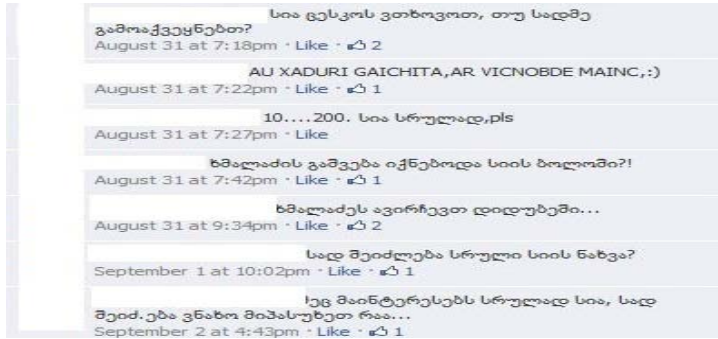 სია ცესკოს ვთხოვოთ, თუ სადმე
გამოაქვეყნებთ?
August 31 at 7:18pm · Like · 2
AU XADURI GAICHITA,AR VICNOBDE MAINC,:)
August 31 at 7:22pm · Like · 1
10....200. სია სრულად,pls
August 31 at 7:27pm · Like
ხმალაძის გაშვება იქნებოდა სიის ბოლოში?!
August 31 at 7:42pm · Like · 1
ხმალაძეს ავირჩევთ დიდუბეში...
August 31 at 9:34pm · Like · 2
სად შეიძლება სრული სიის ნახვა?
September 1 at 10:02pm · Like · 1
მაინტერესებს სრულად სია, სად
შეიძ.ება ვნახო მიპასუხეთ რაა...
September 2 at 4:43pm · Like · 1